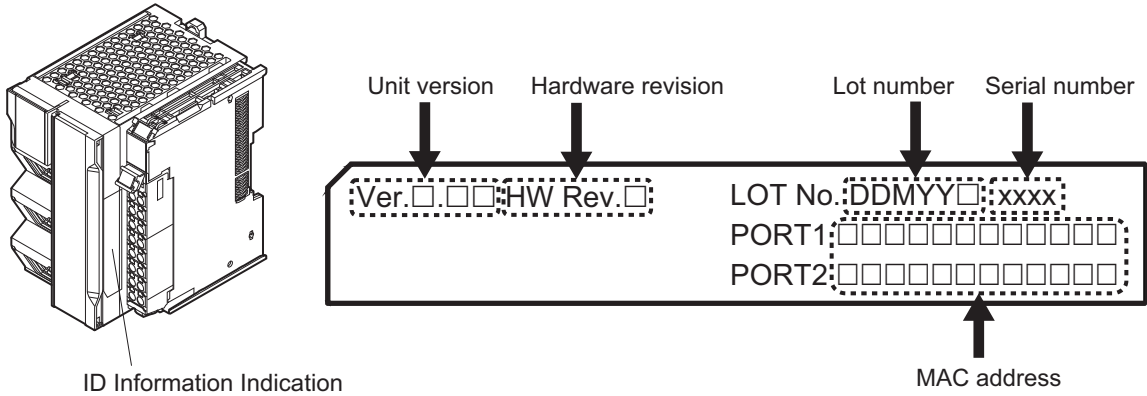 Unit version Hardware revision Lot number Serial number
Ver.□.□□ HW Rev.□ LOT No. DDMYY□ xxxx
PORT1 □□□□□□□□□□□□
PORT2 □□□□□□□□□□□□
ID Information Indication
MAC address